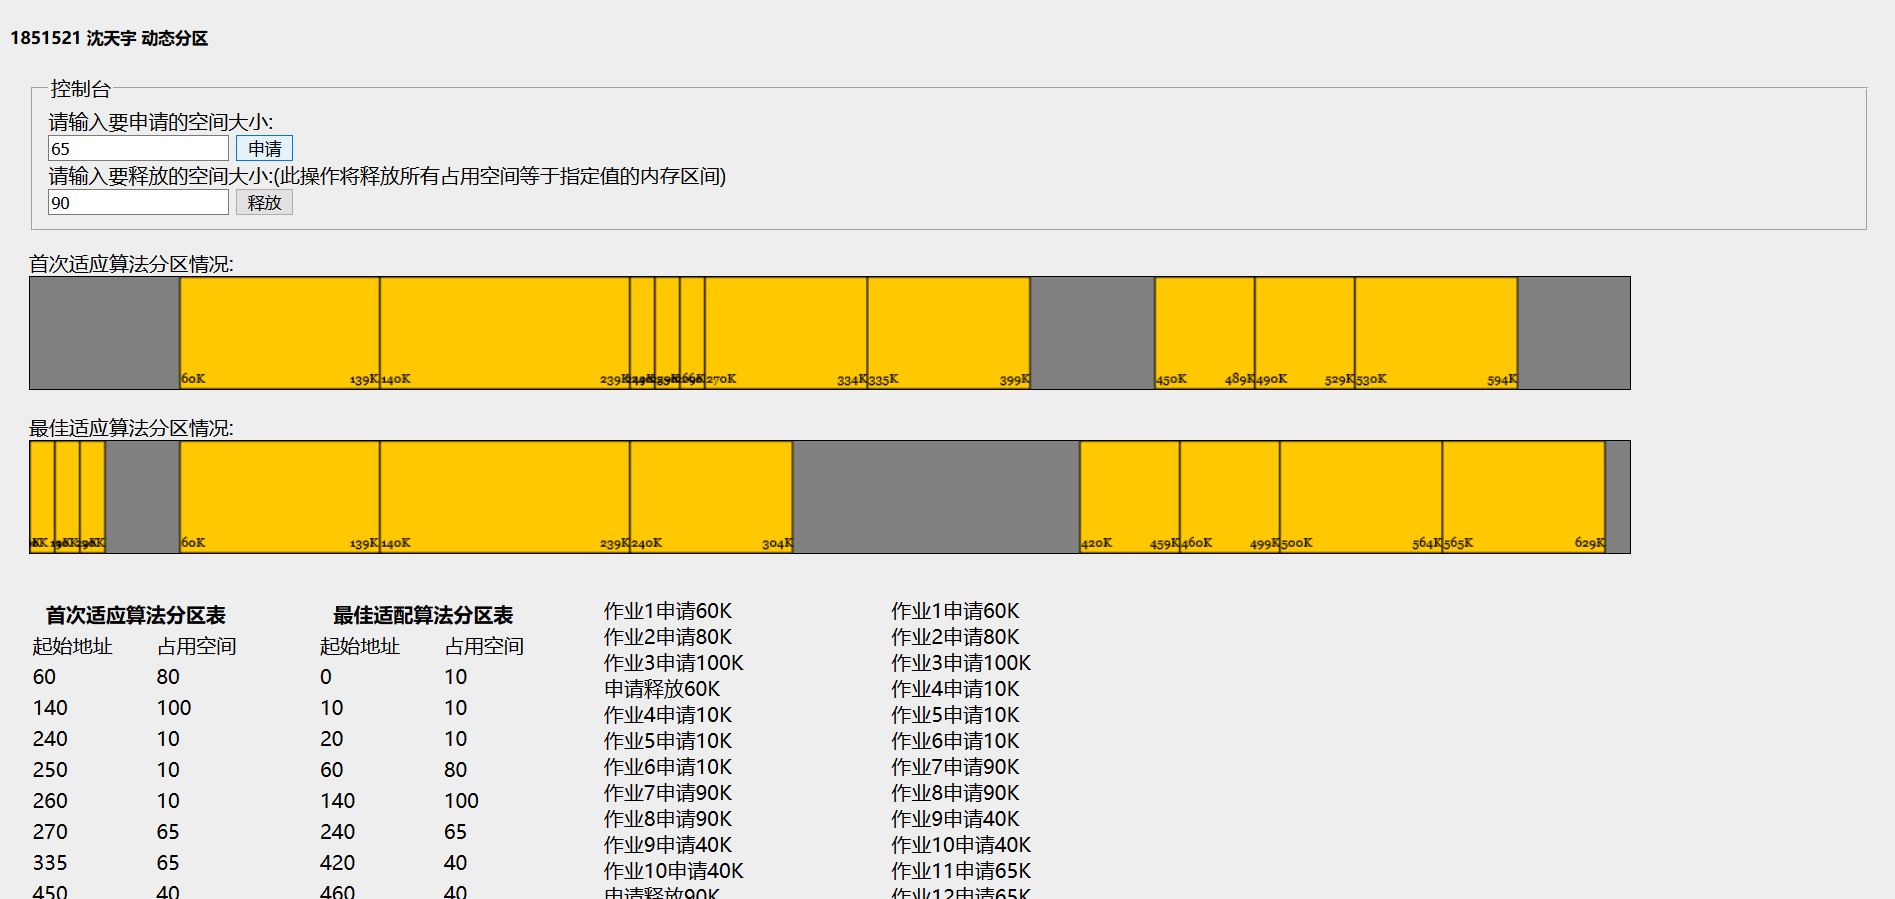 1851521 沈天宇 动态分区
控制台
请输入要申请的空间大小:
65 申请
请输入要释放的空间大小:(此操作将释放所有占用空间等于指定值的内存区间)
90 释放
首次适应算法分区情况:
60K 139K 140K 239K 270K 334K 335K 399K 450K 489K 490K 529K 530K 594K
最佳适应算法分区情况:
60K 139K 140K 239K 240K 304K 420K 459K 460K 499K 500K 564K 565K 629K
首次适应算法分区表 最佳适配算法分区表
起始地址 占用空间 起始地址 占用空间
60 80 0 10
140 100 10 10
240 10 20 10
250 10 60 80
260 10 140 100
270 65 240 65
335 65 420 40
450 40 460 40
作业1申请60K
作业2申请80K
作业3申请100K
申请释放60K
作业4申请10K
作业5申请10K
作业6申请10K
作业7申请90K
作业8申请90K
作业9申请40K
作业10申请40K
申请释放90K
作业1申请60K
作业2申请80K
作业3申请100K
作业4申请10K
作业5申请10K
作业6申请10K
作业7申请90K
作业8申请90K
作业9申请40K
作业10申请40K
作业11申请65K
作业12申请65K